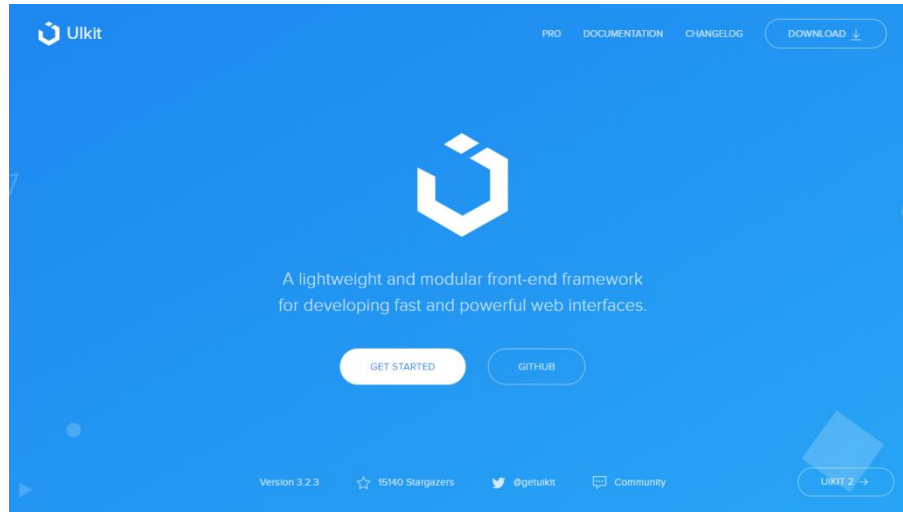 UIkit
PRO DOCUMENTATION CHANGELOG DOWNLOAD
A lightweight and modular front-end framework
for developing fast and powerful web interfaces.
GET STARTED GITHUB
Version 3.2.3 15140 Stargazers @getuikit Community UIKIT 2 →